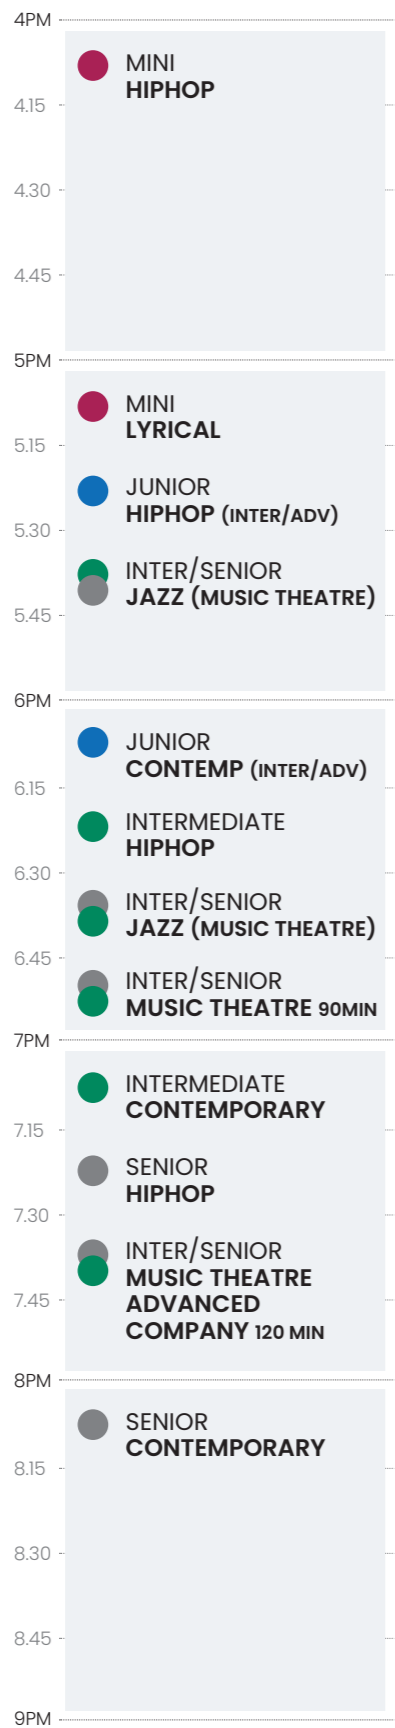 4PM
MINI
HIPHOP
4.15
4.30
4.45
5PM
MINI
LYRICAL
5.15
JUNIOR
HIPHOP (INTER/ADV)
5.30
INTER/SENIOR
JAZZ (MUSIC THEATRE)
5.45
6PM
JUNIOR
CONTEMP (INTER/ADV)
6.15
INTERMEDIATE
HIPHOP
6.30
INTER/SENIOR
JAZZ (MUSIC THEATRE)
6.45
INTER/SENIOR
MUSIC THEATRE 90MIN
7PM
INTERMEDIATE
CONTEMPORARY
7.15
SENIOR
HIPHOP
7.30
INTER/SENIOR
MUSIC THEATRE
7.45
ADVANCED
COMPANY 120 MIN
8PM
SENIOR
CONTEMPORARY
8.15
8.30
8.45
9PM